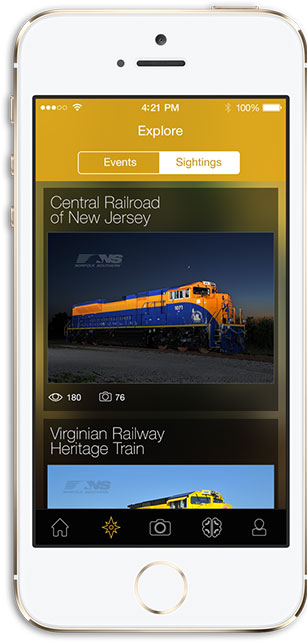 4:21 PM
100%
Explore
Events
Sightings
Central Railroad
of New Jersey
NS
NORFOLK SOUTHERN
1071
180
76
Virginian Railway
Heritage Train
NS
NORFOLK SOUTHERN